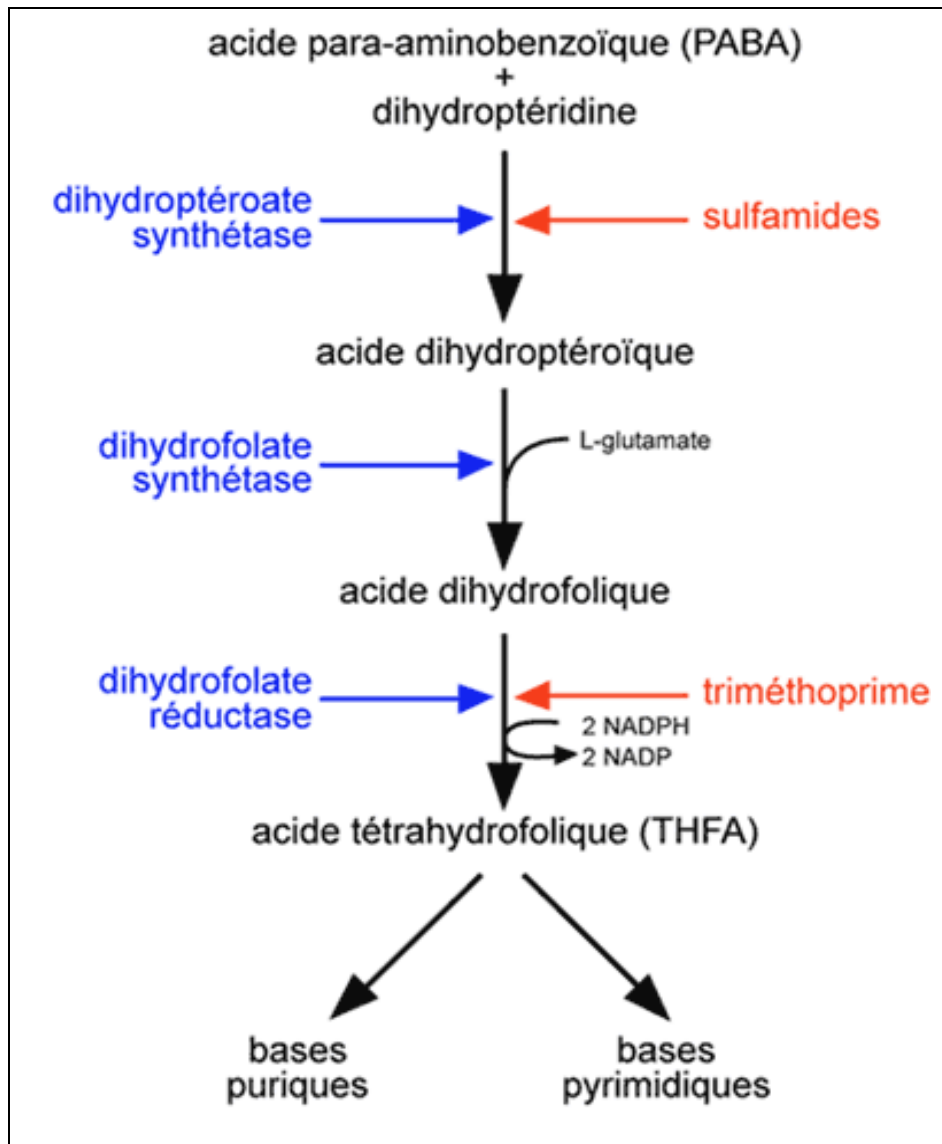 acide para-aminobenzoïque (PABA)
+
dihydroptéridine
dihydroptéroate
synthétase
sulfamides
acide dihydroptéroïque
dihydrofolate
synthétase
L-glutamate
acide dihydrofolique
dihydrofolate
réductase
triméthoprime
2 NADPH
2 NADP
acide tétrahydrofolique (THFA)
bases
puriques
bases
pyrimidiques